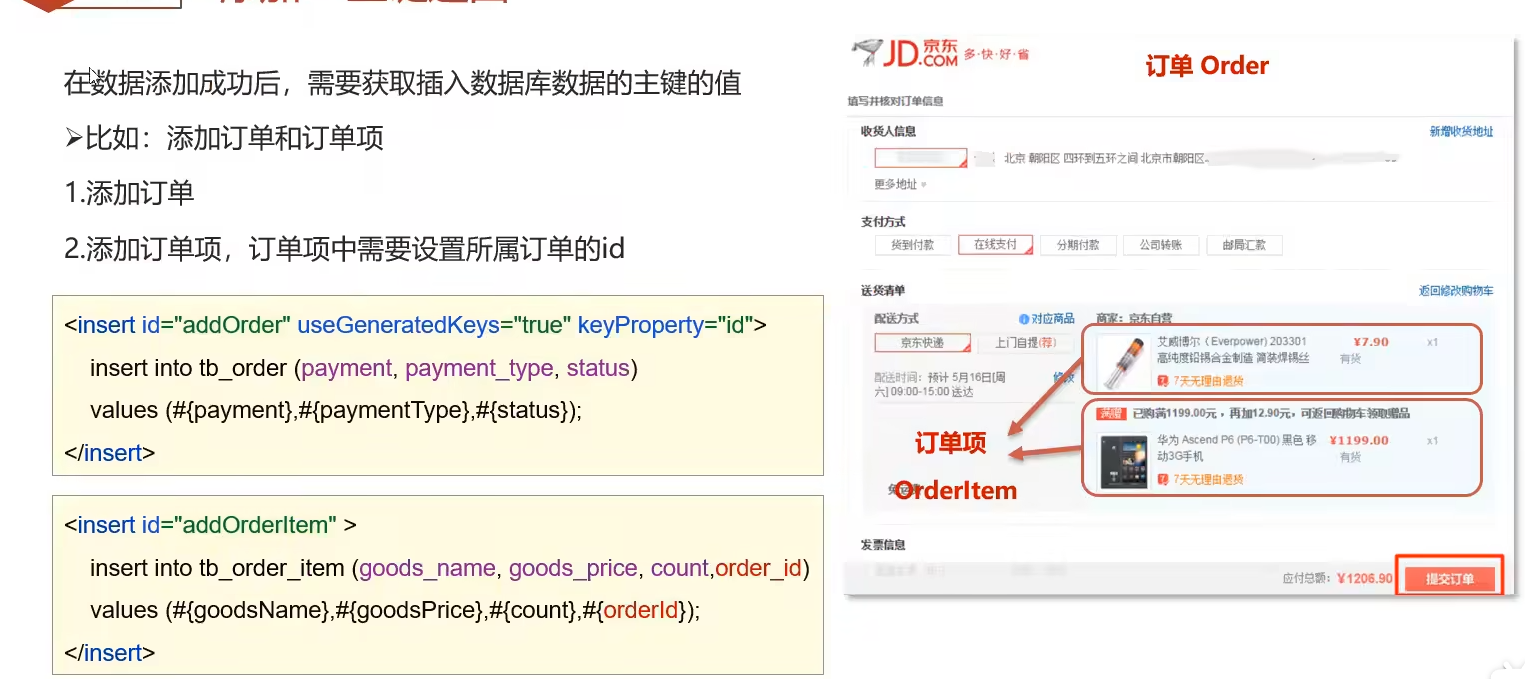 在数据添加成功后，需要获取插入数据库数据的主键的值
➢比如：添加订单和订单项
1.添加订单
2.添加订单项，订单项中需要设置所属订单的id
<insert id="addOrder" useGeneratedKeys="true" keyProperty="id">
insert into tb_order (payment, payment_type, status)
values (#{payment},#{paymentType},#{status});
</insert>
<insert id="addOrderItem" >
insert into tb_order_item (goods_name, goods_price, count,order_id)
values (#{goodsName},#{goodsPrice},#{count},#{orderId});
</insert>
JD.COM 京东 多·快·好·省
订单 Order
填写并核对订单信息
收货人信息 新增收货地址
北京 朝阳区 四环到五环之间 北京市朝阳区
更多地址
支付方式
货到付款 在线支付 分期付款 公司转账 邮局汇款
送货清单 返回修改购物车
配送方式 对应商品 商家：京东自营
京东快递 上门自提(荐)
艾威博尔（Everpower) 203301 ¥7.90 x1
高纯度铅锡合金制造 简装焊锡丝 有货
7天无理由退货
配送时间：预计 5月16日[周 修改
六] 09:00-15:00 送达
满赠 已购满1199.00元，再加12.90元，可返回购物车领取赠品
华为 Ascend P6 (P6-T00) 黑色 移 ¥1199.00 x1
动3G手机 有货
7天无理由退货
订单项
OrderItem
发票信息
应付总额：¥1206.90 提交订单